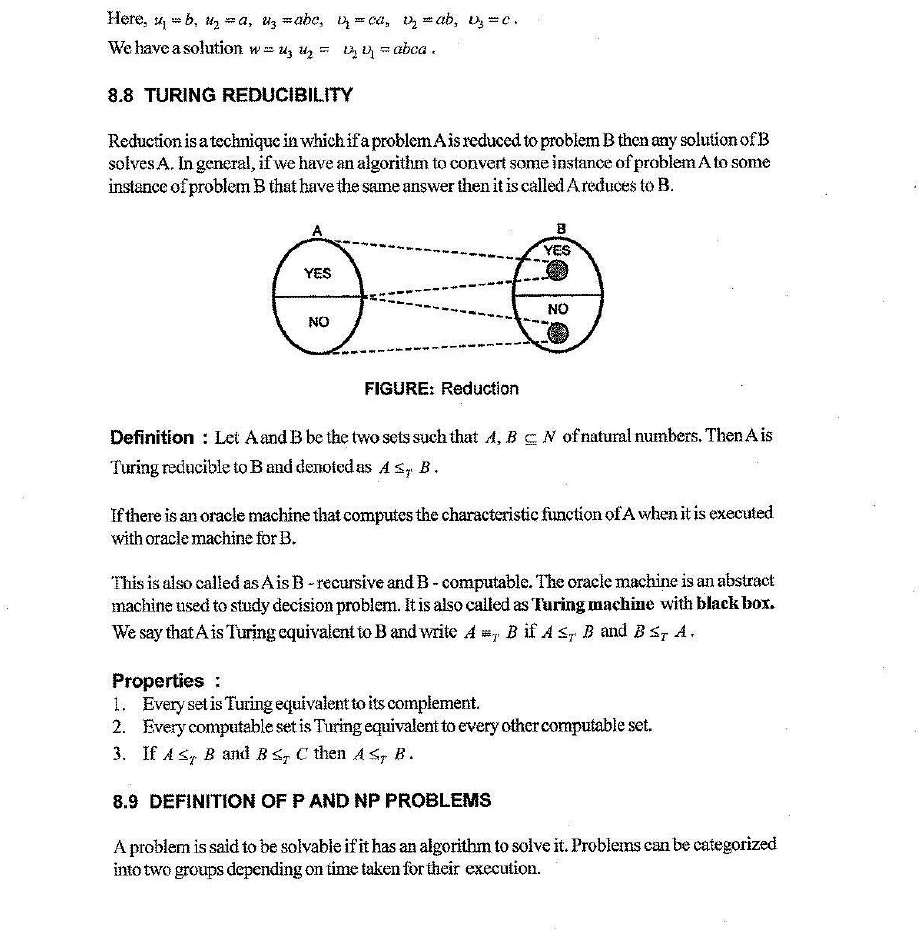 Here, u₁ = b, u₂ = a, u₃ = abc, υ₁ = ca, υ₂ = ab, υ₃ = c.
We have a solution w = u₃ u₂ = υ₂ υ₁ = abca.
8.8 TURING REDUCIBILITY
Reduction is a technique in which if a problem A is reduced to problem B then any solution of B
solves A. In general, if we have an algorithm to convert some instance of problem A to some
instance of problem B that have the same answer then it is called A reduces to B.
A
B
YES
YES
NO
NO
FIGURE: Reduction
Definition : Let A and B be the two sets such that A, B ⊆ N of natural numbers. Then A is
Turing reducible to B and denoted as A ≤_T B.
If there is an oracle machine that computes the characteristic function of A when it is executed
with oracle machine for B.
This is also called as A is B - recursive and B - computable. The oracle machine is an abstract
machine used to study decision problem. It is also called as Turing machine with black box.
We say that A is Turing equivalent to B and write A ≡_T B if A ≤_T B and B ≤_T A.
Properties :
1. Every set is Turing equivalent to its complement.
2. Every computable set is Turing equivalent to every other computable set.
3. If A ≤_T B and B ≤_T C then A ≤_T B.
8.9 DEFINITION OF P AND NP PROBLEMS
A problem is said to be solvable if it has an algorithm to solve it. Problems can be categorized
into two groups depending on time taken for their execution.